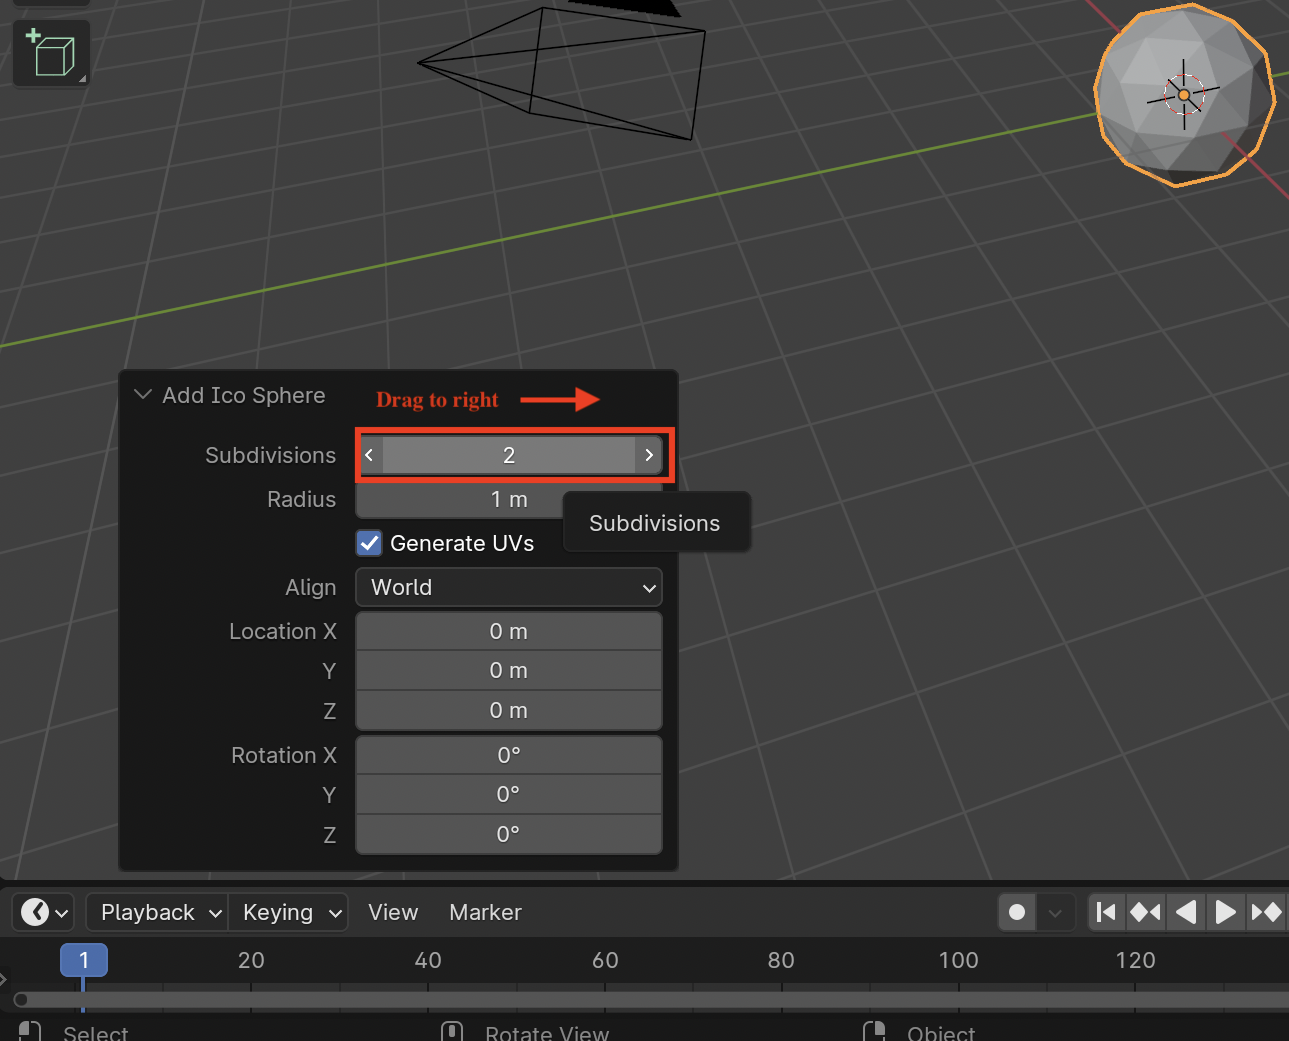 Add Ico Sphere
Drag to right
Subdivisions 2
Radius 1 m
Subdivisions
Generate UVs
Align World
Location X 0 m
Y 0 m
Z 0 m
Rotation X 0°
Y 0°
Z 0°
Playback Keying View Marker
1 20 40 60 80 100 120
Select Rotate View Object